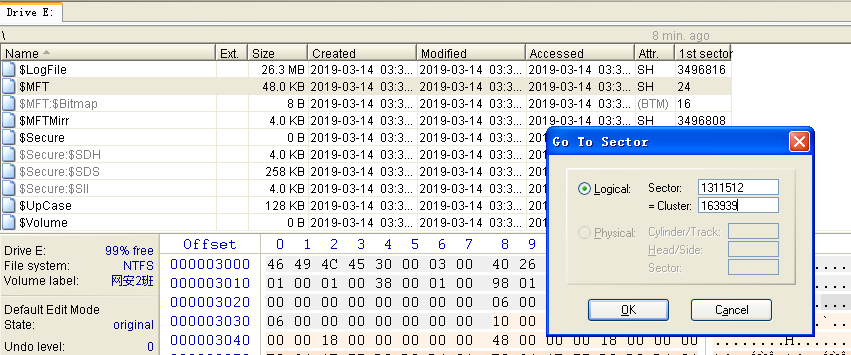 Drive E:
\ 8 min. ago
Name Ext. Size Created Modified Accessed Attr. 1st sector
$LogFile 26.3 MB 2019-03-14 03:3... 2019-03-14 03:3... 2019-03-14 03:3... SH 3496816
$MFT 48.0 KB 2019-03-14 03:3... 2019-03-14 03:3... 2019-03-14 03:3... SH 24
$MFT:$Bitmap 8 B 2019-03-14 03:3... 2019-03-14 03:3... 2019-03-14 03:3... (BTM) 16
$MFTMirr 4.0 KB 2019-03-14 03:3... 2019-03-14 03:3... 2019-03-14 03:3... SH 3496808
$Secure 0 B 2019-03-14 03:3... 2019-03-14 03:3...
$Secure:$SDH 4.0 KB 2019-03-14 03:3... 2019-03-14 03:3...
$Secure:$SDS 258 KB 2019-03-14 03:3... 2019-03-14 03:3...
$Secure:$SII 4.0 KB 2019-03-14 03:3... 2019-03-14 03:3...
$UpCase 128 KB 2019-03-14 03:3... 2019-03-14 03:3...
$Volume 0 B 2019-03-14 03:3... 2019-03-14 03:3...
Go To Sector
Logical: Sector: 1311512
= Cluster: 163939
Physical: Cylinder/Track:
Head/Side:
Sector:
OK Cancel
Drive E: 99% free
File system: NTFS
Volume label: 网安2班
Default Edit Mode
State: original
Undo level: 0
Offset 0 1 2 3 4 5 6 7 8 9
000003000 46 49 4C 45 30 00 03 00 40 26
000003010 01 00 01 00 38 00 01 00 98 01
000003020 00 00 00 00 00 00 00 00 06 00
000003030 06 00 00 00 00 00 00 00 10 00
000003040 00 00 18 00 00 00 00 00 48 00 00 00 18 00 00 00